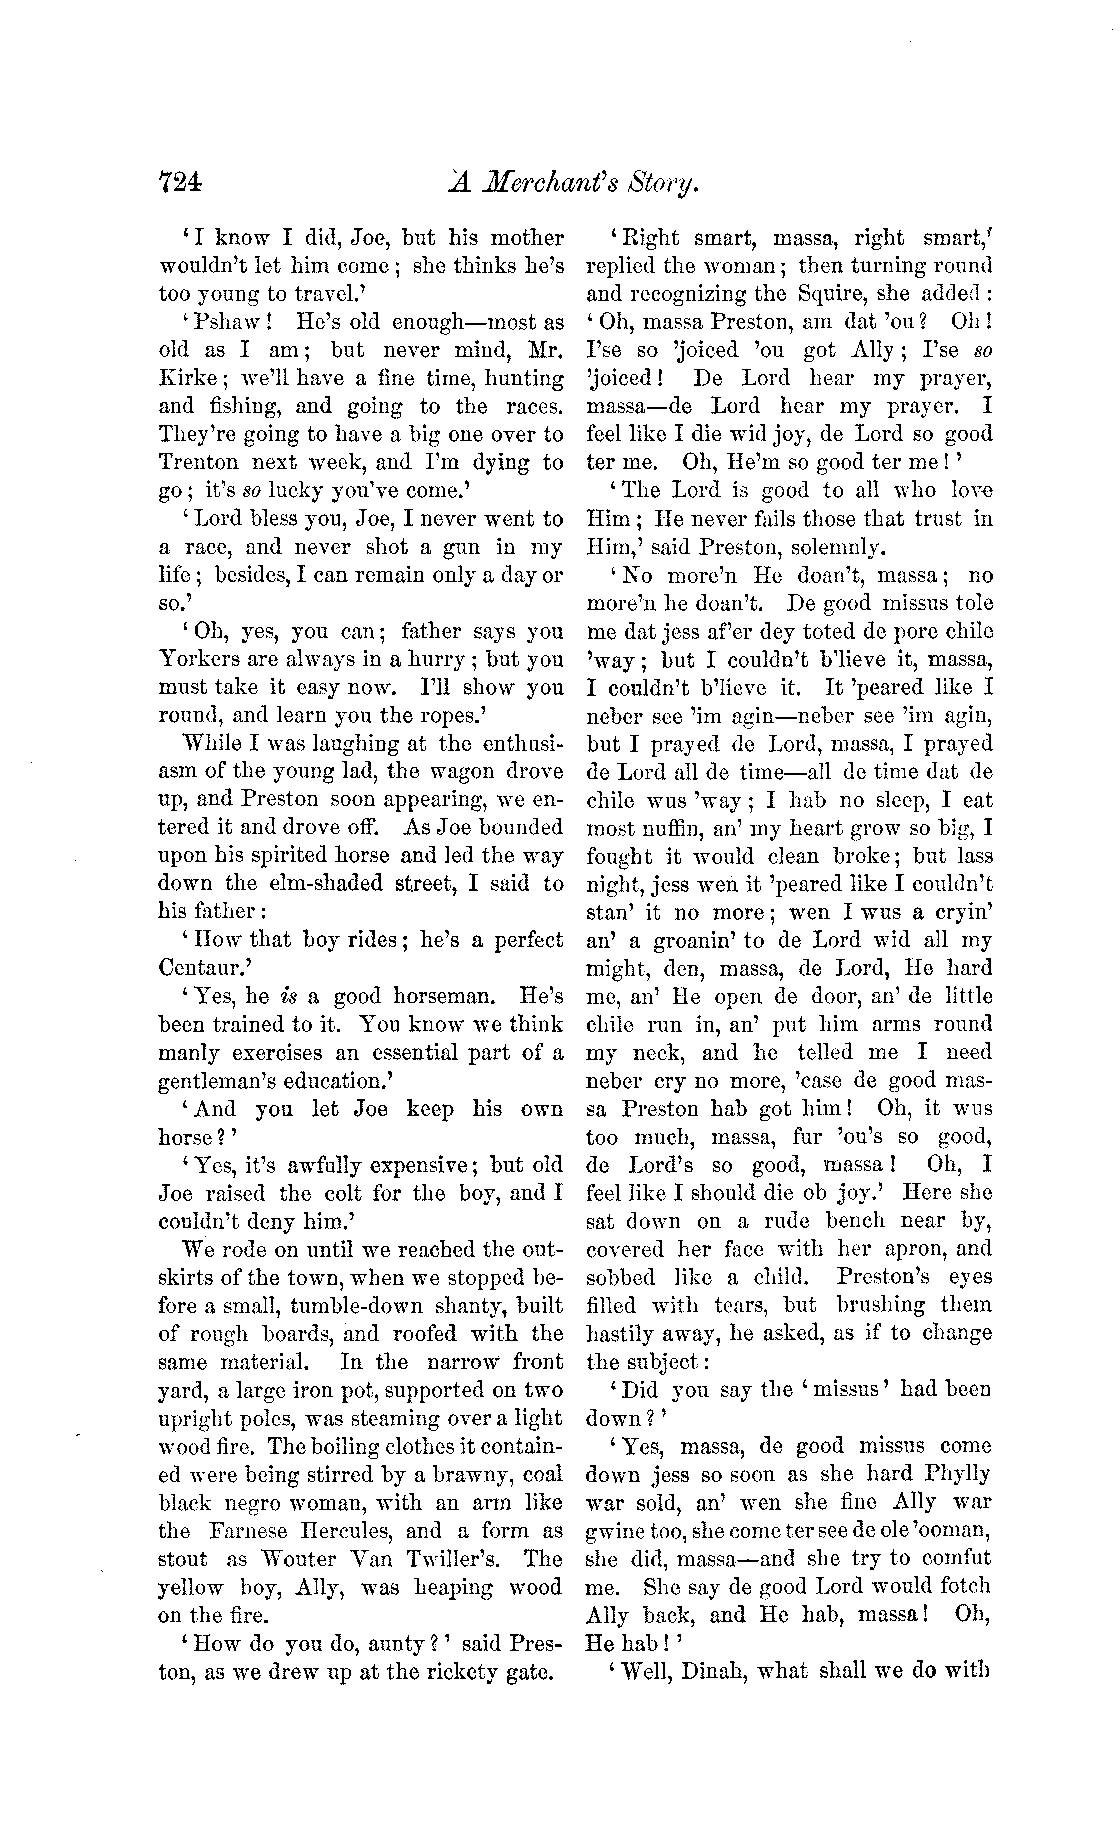 724 A Merchant's Story.
'I know I did, Joe, but his mother
wouldn't let him come; she thinks he's
too young to travel.'
'Pshaw! He's old enough—most as
old as I am; but never mind, Mr.
Kirke; we'll have a fine time, hunting
and fishing, and going to the races.
They're going to have a big one over to
Trenton next week, and I'm dying to
go; it's so lucky you've come.'
'Lord bless you, Joe, I never went to
a race, and never shot a gun in my
life; besides, I can remain only a day or
so.'
'Oh, yes, you can; father says you
Yorkers are always in a hurry; but you
must take it easy now. I'll show you
round, and learn you the ropes.'
While I was laughing at the enthusi-
asm of the young lad, the wagon drove
up, and Preston soon appearing, we en-
tered it and drove off. As Joe bounded
upon his spirited horse and led the way
down the elm-shaded street, I said to
his father:
'How that boy rides; he's a perfect
Centaur.'
'Yes, he is a good horseman. He's
been trained to it. You know we think
manly exercises an essential part of a
gentleman's education.'
'And you let Joe keep his own
horse?'
'Yes, it's awfully expensive; but old
Joe raised the colt for the boy, and I
couldn't deny him.'
We rode on until we reached the out-
skirts of the town, when we stopped be-
fore a small, tumble-down shanty, built
of rough boards, and roofed with the
same material. In the narrow front
yard, a large iron pot, supported on two
upright poles, was steaming over a light
wood fire. The boiling clothes it contain-
ed were being stirred by a brawny, coal
black negro woman, with an arm like
the Farnese Hercules, and a form as
stout as Wouter Van Twiller's. The
yellow boy, Ally, was heaping wood
on the fire.
'How do you do, aunty?' said Pres-
ton, as we drew up at the rickety gate.
'Right smart, massa, right smart,'
replied the woman; then turning round
and recognizing the Squire, she added:
'Oh, massa Preston, am dat 'ou? Oh!
I'se so 'joiced 'ou got Ally; I'se so
'joiced! De Lord hear my prayer,
massa—de Lord hear my prayer. I
feel like I die wid joy, de Lord so good
ter me. Oh, He'm so good ter me!'
'The Lord is good to all who love
Him; He never fails those that trust in
Him,' said Preston, solemnly.
'No more'n He doan't, massa; no
more'n he doan't. De good missus tole
me dat jess af'er dey toted de pore chile
'way; but I couldn't b'lieve it, massa,
I couldn't b'lieve it. It 'peared like I
neber see 'im agin—neber see 'im agin,
but I prayed de Lord, massa, I prayed
de Lord all de time—all de time dat de
chile wus 'way; I hab no sleep, I eat
most nuffin, an' my heart grow so big, I
fought it would clean broke; but lass
night, jess wen it 'peared like I couldn't
stan' it no more; wen I wus a cryin'
an' a groanin' to de Lord wid all my
might, den, massa, de Lord, He hard
me, an' He open de door, an' de little
chile run in, an' put him arms round
my neck, and he telled me I need
neber cry no more, 'case de good mas-
sa Preston hab got him! Oh, it wus
too much, massa, fur 'ou's so good,
de Lord's so good, massa! Oh, I
feel like I should die ob joy.' Here she
sat down on a rude bench near by,
covered her face with her apron, and
sobbed like a child. Preston's eyes
filled with tears, but brushing them
hastily away, he asked, as if to change
the subject:
'Did you say the 'missus' had been
down?'
'Yes, massa, de good missus come
down jess so soon as she hard Phylly
war sold, an' wen she fine Ally war
gwine too, she come ter see de ole 'ooman,
she did, massa—and she try to comfut
me. She say de good Lord would fotch
Ally back, and He hab, massa! Oh,
He hab!'
'Well, Dinah, what shall we do with